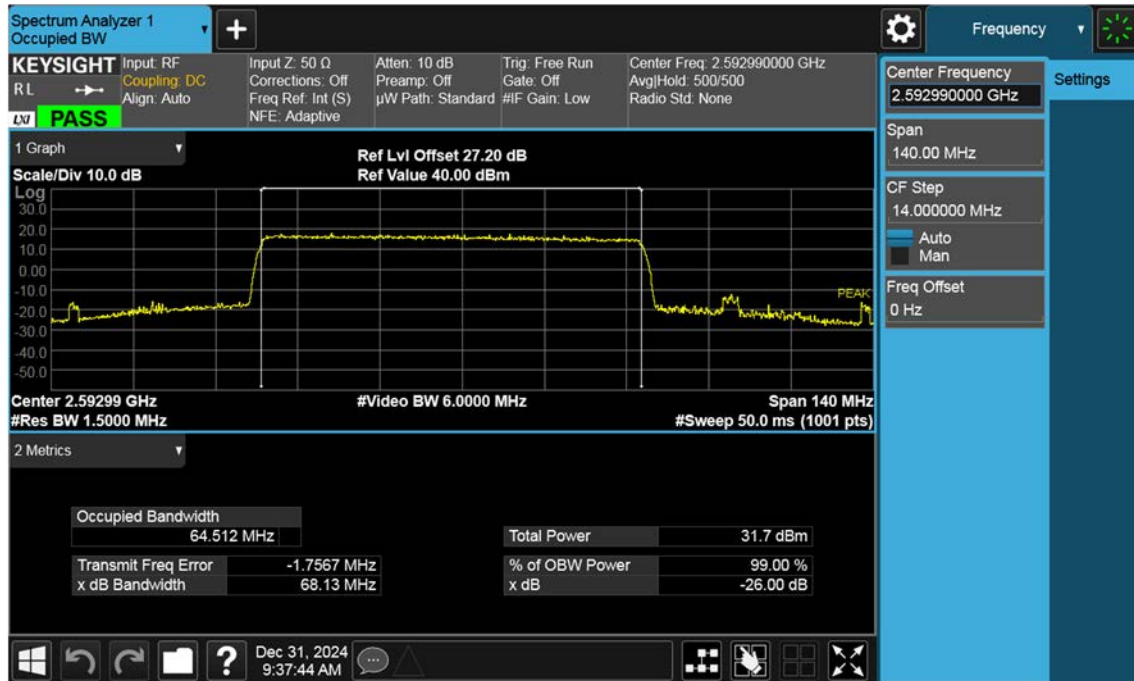 Spectrum Analyzer 1
Occupied BW
+
Frequency
KEYSIGHT
R L
LXI PASS
Input: RF
Coupling: DC
Align: Auto
Input Z: 50 Ω
Corrections: Off
Freq Ref: Int (S)
NFE: Adaptive
Atten: 10 dB
Preamp: Off
µW Path: Standard
Trig: Free Run
Gate: Off
#IF Gain: Low
Center Freq: 2.592990000 GHz
Avg|Hold: 500/500
Radio Std: None
Center Frequency
2.592990000 GHz
Settings
Span
140.00 MHz
CF Step
14.000000 MHz
Auto
Man
Freq Offset
0 Hz
1 Graph
Scale/Div 10.0 dB
Ref Lvl Offset 27.20 dB
Ref Value 40.00 dBm
Log
30.0
20.0
10.0
0.00
-10.0
-20.0
-30.0
-40.0
-50.0
PEAK
Center 2.59299 GHz
#Res BW 1.5000 MHz
#Video BW 6.0000 MHz
Span 140 MHz
#Sweep 50.0 ms (1001 pts)
2 Metrics
Occupied Bandwidth
64.512 MHz
Transmit Freq Error -1.7567 MHz
x dB Bandwidth 68.13 MHz
Total Power 31.7 dBm
% of OBW Power 99.00 %
x dB -26.00 dB
?
Dec 31, 2024
9:37:44 AM